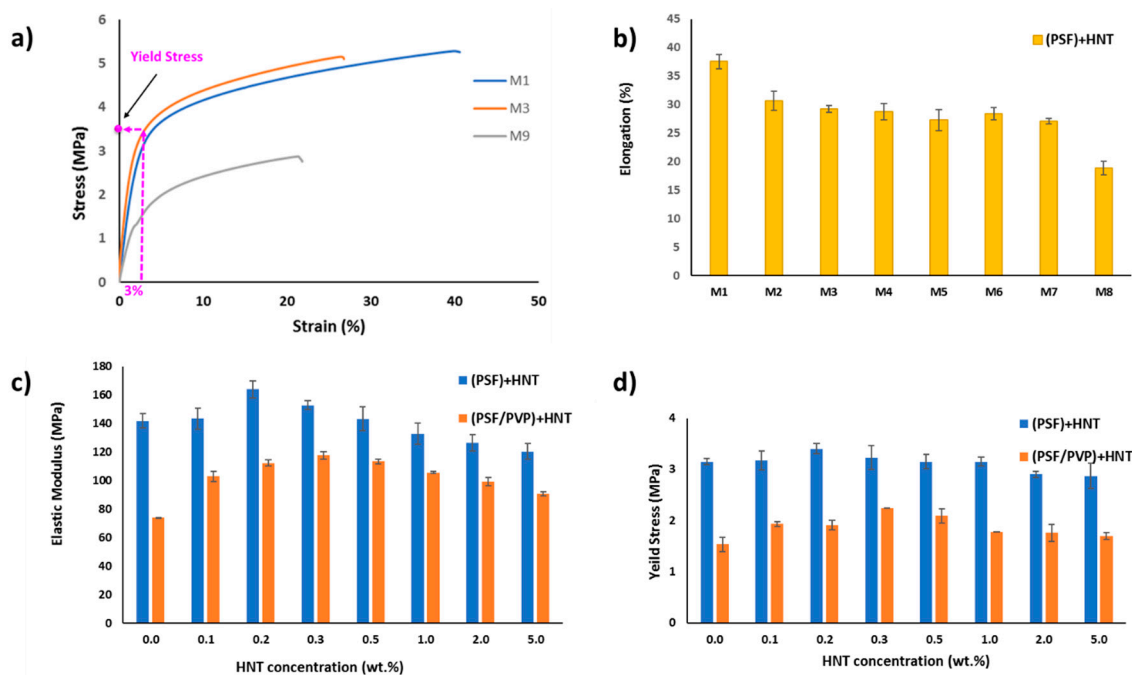 a)
Yield Stress
M1
M3
M9
Stress (MPa)
6
5
4
3
2
1
0
3%
0 10 20 30 40 50
Strain (%)
b)
(PSF)+HNT
Elongation (%)
45
40
35
30
25
20
15
10
5
0
M1 M2 M3 M4 M5 M6 M7 M8
c)
(PSF)+HNT
(PSF/PVP)+HNT
Elastic Modulus (MPa)
180
160
140
120
100
80
60
40
20
0
0.0 0.1 0.2 0.3 0.5 1.0 2.0 5.0
HNT concentration (wt.%)
d)
(PSF)+HNT
(PSF/PVP)+HNT
Yeild Stress (MPa)
4
3
2
1
0
0.0 0.1 0.2 0.3 0.5 1.0 2.0 5.0
HNT concentration (wt.%)